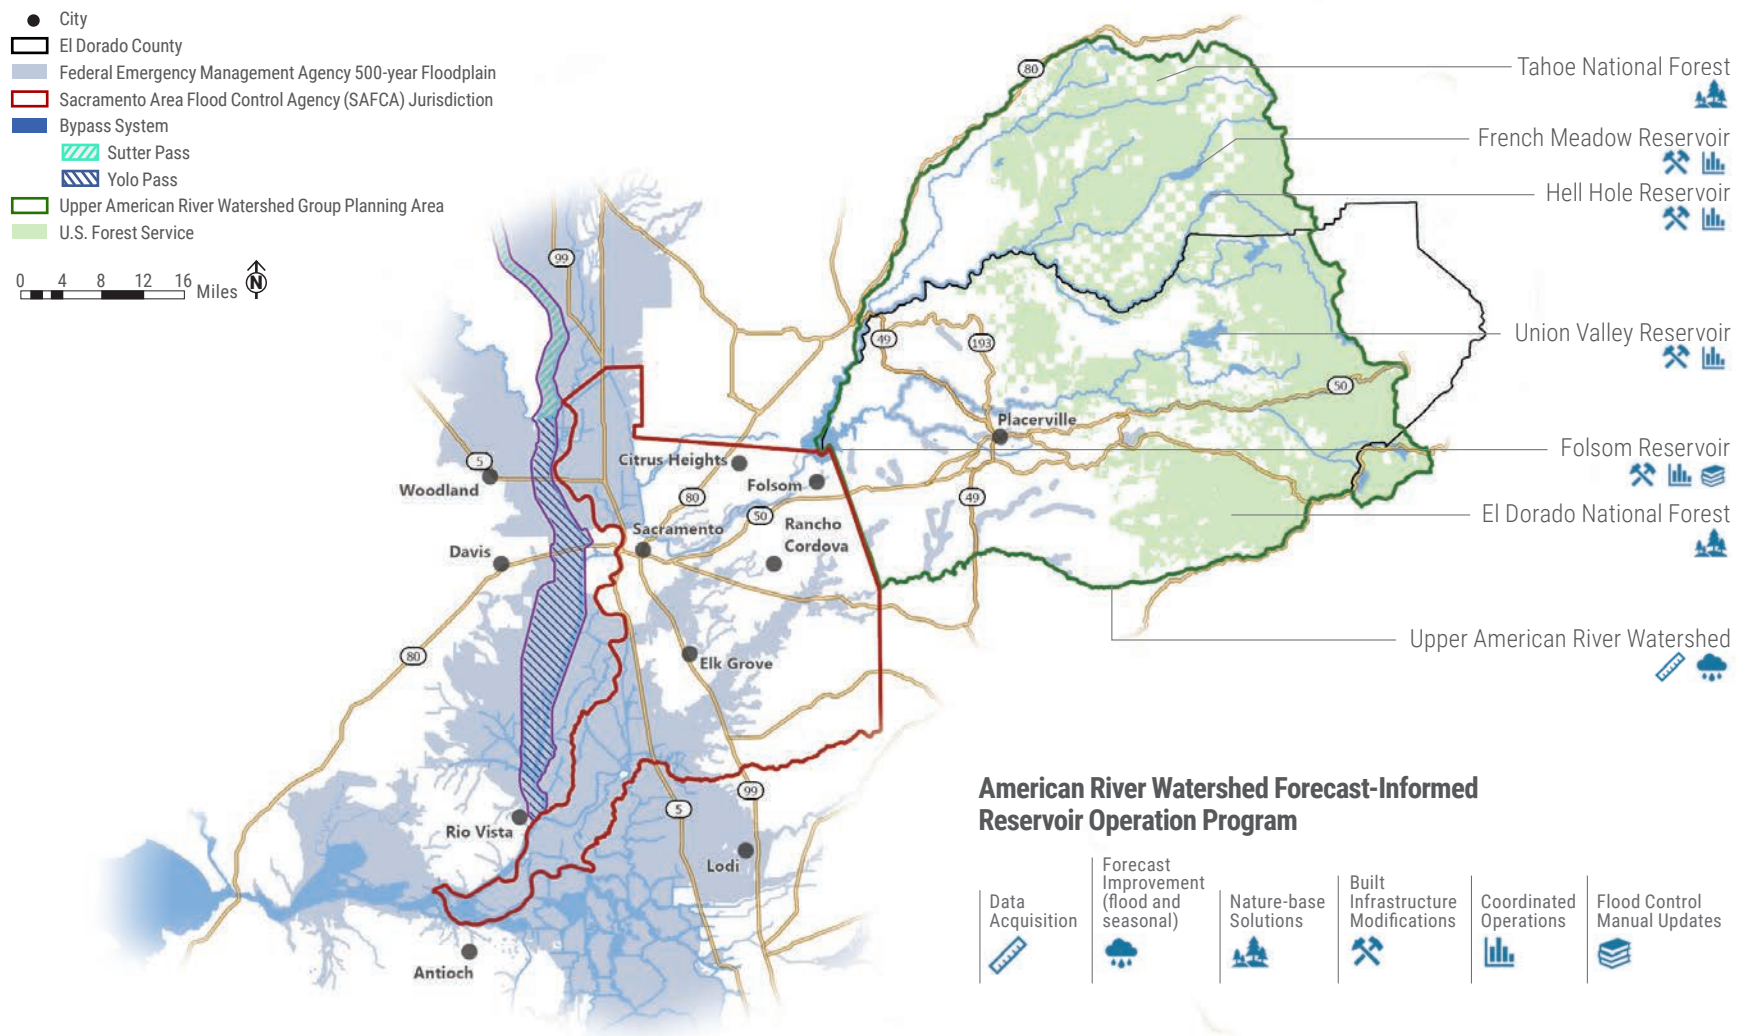 City
El Dorado County
Federal Emergency Management Agency 500-year Floodplain
Sacramento Area Flood Control Agency (SAFCA) Jurisdiction
Bypass System
Sutter Pass
Yolo Pass
Upper American River Watershed Group Planning Area
U.S. Forest Service
0 4 8 12 16 Miles
N
80
Tahoe National Forest
French Meadow Reservoir
Hell Hole Reservoir
99
Union Valley Reservoir
49
193
50
Placerville
Folsom Reservoir
5
Citrus Heights
Woodland
Folsom
80
49
50
El Dorado National Forest
Sacramento
Rancho
Cordova
Davis
Upper American River Watershed
80
Elk Grove
99
5
Rio Vista
Lodi
Antioch
American River Watershed Forecast-Informed
Reservoir Operation Program
Data
Acquisition
Forecast
Improvement
(flood and
seasonal)
Nature-base
Solutions
Built
Infrastructure
Modifications
Coordinated
Operations
Flood Control
Manual Updates